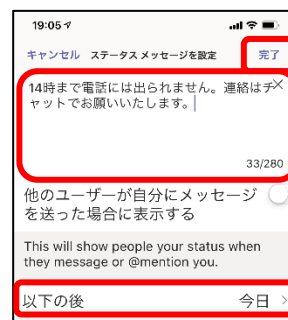 19:05
キャンセル ステータス メッセージを設定 完了
14時まで電話には出られません。連絡はチ
ャットでお願いいたします。
33/280
他のユーザーが自分にメッセージ
を送った場合に表示する
This will show people your status when
they message or @mention you.
以下の後 今日